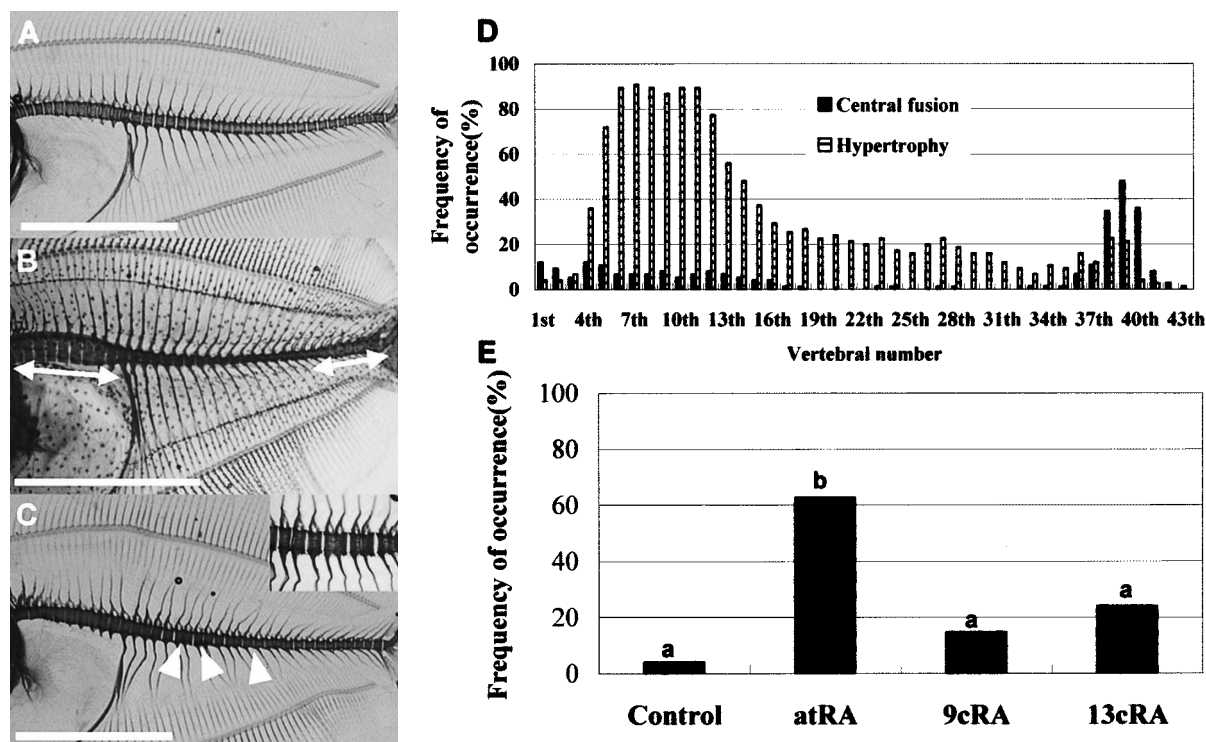 A
B
C
D
Frequency of
occurrence(%)
100
80
60
40
20
0
Central fusion
Hypertrophy
1st 4th 7th 10th 13th 16th 19th 22th 25th 28th 31th 34th 37th 40th 43th
Vertebral number
E
Frequency of occurrence(%)
100
80
60
40
20
0
a
b
a
a
Control atRA 9cRA 13cRA